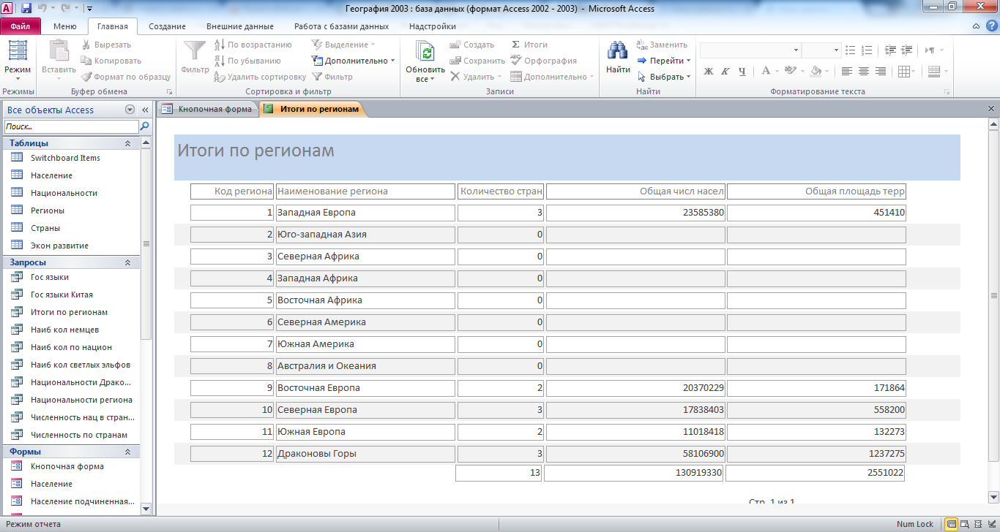 География 2003 : база данных (формат Access 2002 - 2003) - Microsoft Access
Файл Меню Главная Создание Внешние данные Работа с базами данных Надстройки
Режим
Режимы
Вставить
Вырезать
Копировать
Формат по образцу
Буфер обмена
Фильтр
По возрастанию
По убыванию
Удалить сортировку
Выделение
Дополнительно
Фильтр
Сортировка и фильтр
Обновить
все
Создать
Сохранить
Удалить
Итоги
Орфография
Дополнительно
Записи
Найти
Заменить
Перейти
Выбрать
Найти
Ж К Ч
Форматирование текста
Все объекты Access
Поиск...
Таблицы
Switchboard Items
Население
Национальности
Регионы
Страны
Экон развитие
Запросы
Гос языки
Гос языки Китая
Итоги по регионам
Наиб кол немцев
Наиб кол по национ
Наиб кол светлых эльфов
Национальности Драко...
Национальности региона
Численность нац в стран...
Численность по странам
Формы
Кнопочная форма
Население
Население подчиненная...
Кнопочная форма Итоги по регионам
Итоги по регионам
Код региона Наименование региона Количество стран Общая числ насел Общая площадь терр
1 Западная Европа 3 23585380 451410
2 Юго-западная Азия 0
3 Северная Африка 0
4 Западная Африка 0
5 Восточная Африка 0
6 Северная Америка 0
7 Южная Америка 0
8 Австралия и Океания 0
9 Восточная Европа 2 20370229 171864
10 Северная Европа 3 17838403 558200
11 Южная Европа 2 11018418 132273
12 Драконовы Горы 3 58106900 1237275
13 130919330 2551022
Стр. 1 из 1
Режим отчета
Num Lock